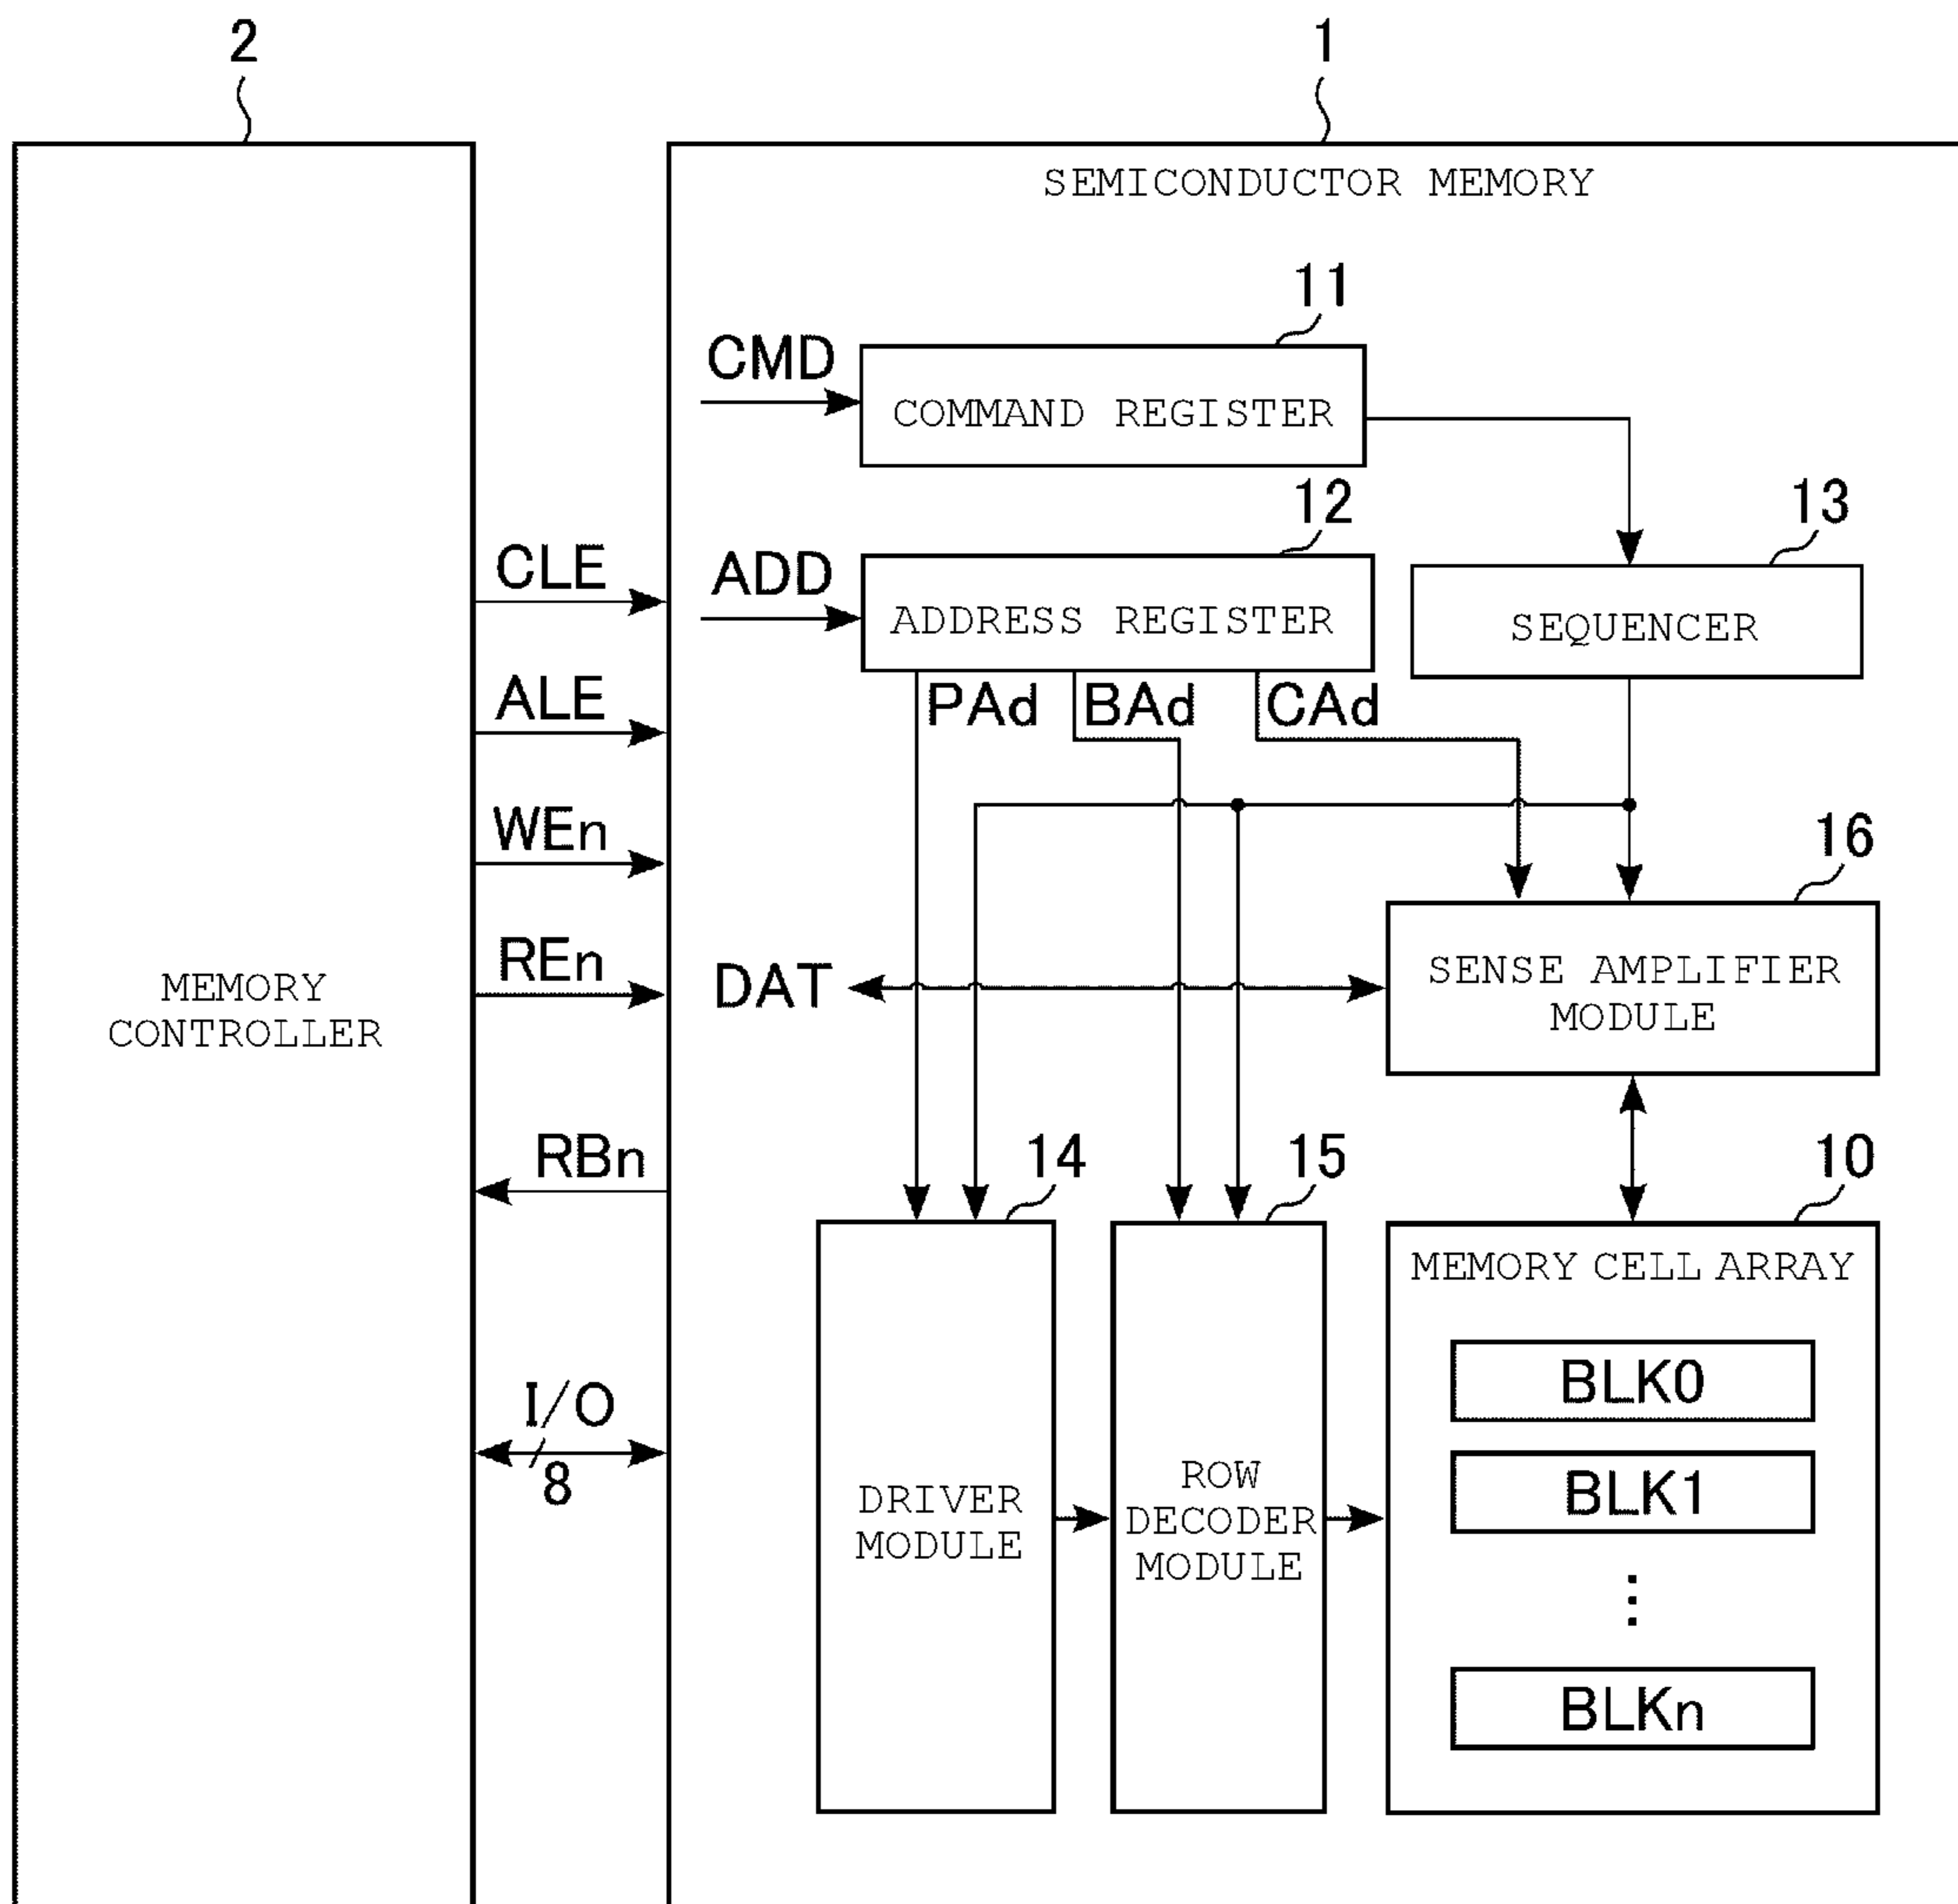 2
1
SEMICONDUCTOR MEMORY
11
CMD
COMMAND REGISTER
12
13
CLE
ADD
ADDRESS REGISTER
SEQUENCER
ALE
PAd
BAd
CAd
WEn
16
REn
DAT
SENSE AMPLIFIER
MODULE
MEMORY
CONTROLLER
RBn
14
15
10
MEMORY CELL ARRAY
I/O
8
BLK0
BLK1
DRIVER
MODULE
ROW
DECODER
MODULE
⋮
BLKn